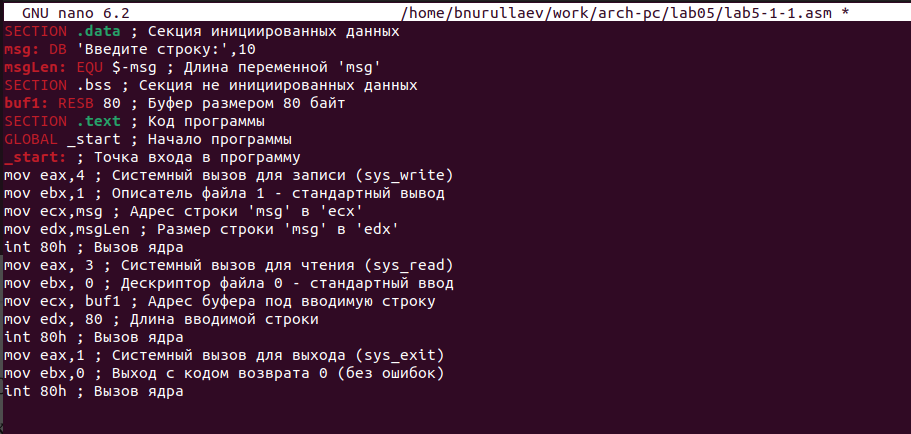 GNU nano 6.2 /home/bnurullaev/work/arch-pc/lab05/lab5-1-1.asm *
SECTION .data ; Секция инициированных данных
msg: DB 'Введите строку:',10
msgLen: EQU $-msg ; Длина переменной 'msg'
SECTION .bss ; Секция не инициированных данных
buf1: RESB 80 ; Буфер размером 80 байт
SECTION .text ; Код программы
GLOBAL _start ; Начало программы
_start: ; Точка входа в программу
mov eax,4 ; Системный вызов для записи (sys_write)
mov ebx,1 ; Описатель файла 1 - стандартный вывод
mov ecx,msg ; Адрес строки 'msg' в 'ecx'
mov edx,msgLen ; Размер строки 'msg' в 'edx'
int 80h ; Вызов ядра
mov eax, 3 ; Системный вызов для чтения (sys_read)
mov ebx, 0 ; Дескриптор файла 0 - стандартный ввод
mov ecx, buf1 ; Адрес буфера под вводимую строку
mov edx, 80 ; Длина вводимой строки
int 80h ; Вызов ядра
mov eax,1 ; Системный вызов для выхода (sys_exit)
mov ebx,0 ; Выход с кодом возврата 0 (без ошибок)
int 80h ; Вызов ядра